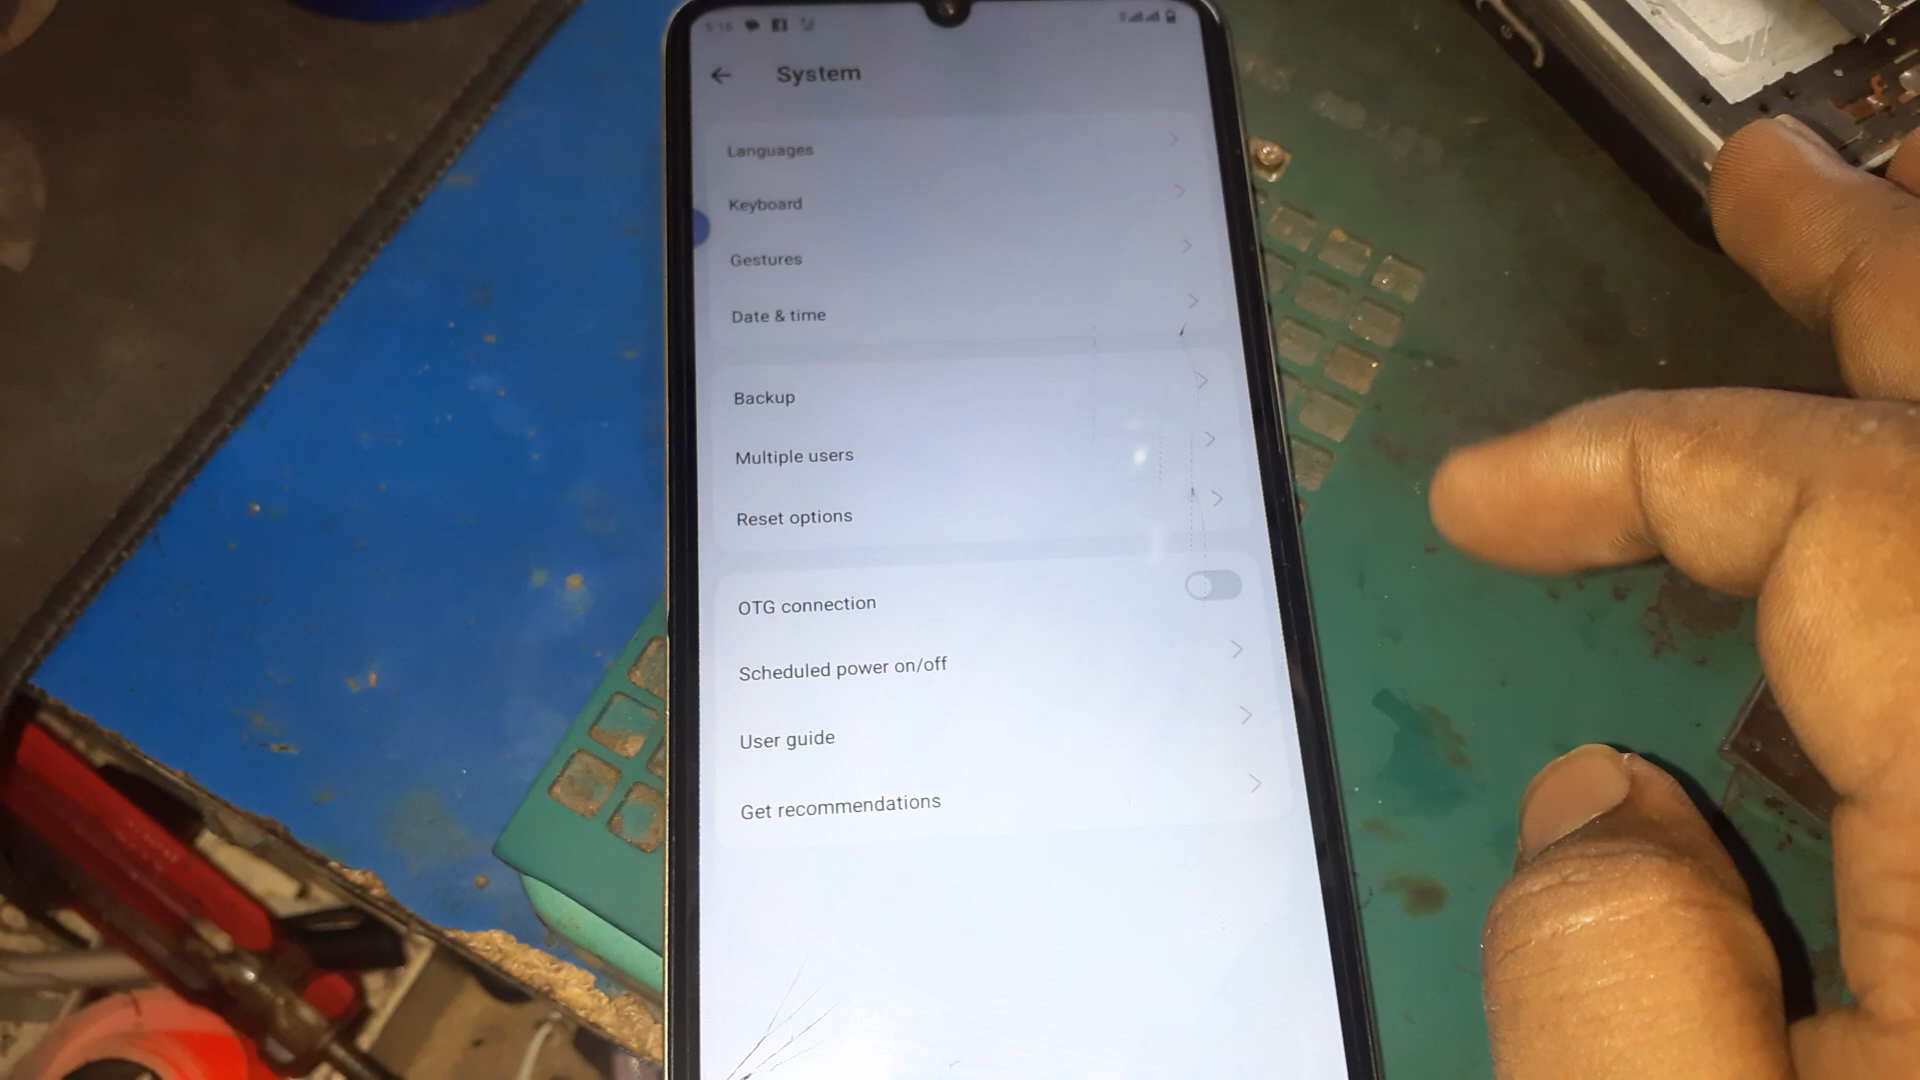 System
Languages
Keyboard
Gestures
Date & time
Backup
Multiple users
Reset options
OTG connection
Scheduled power on/off
User guide
Get recommendations